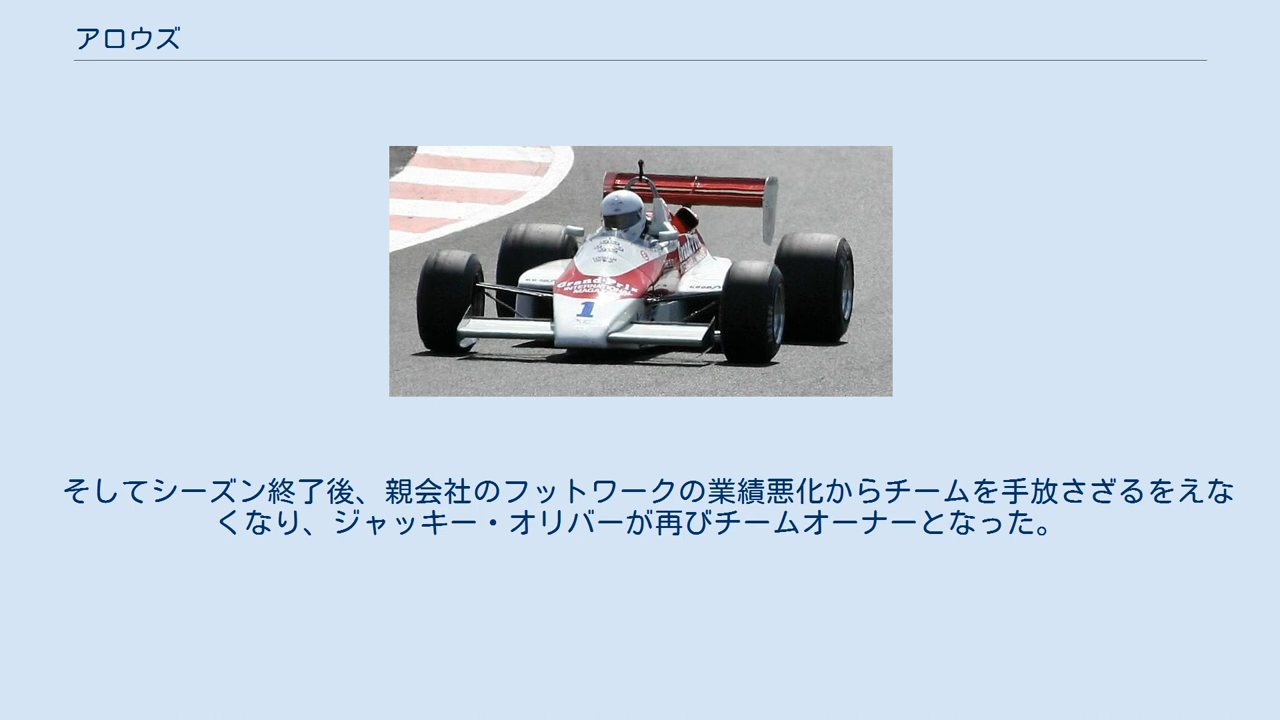 アロウズ
Grand Prix
1
そしてシーズン終了後、親会社のフットワークの業績悪化からチームを手放さざるをえな
くなり、ジャッキー・オリバーが再びチームオーナーとなった。